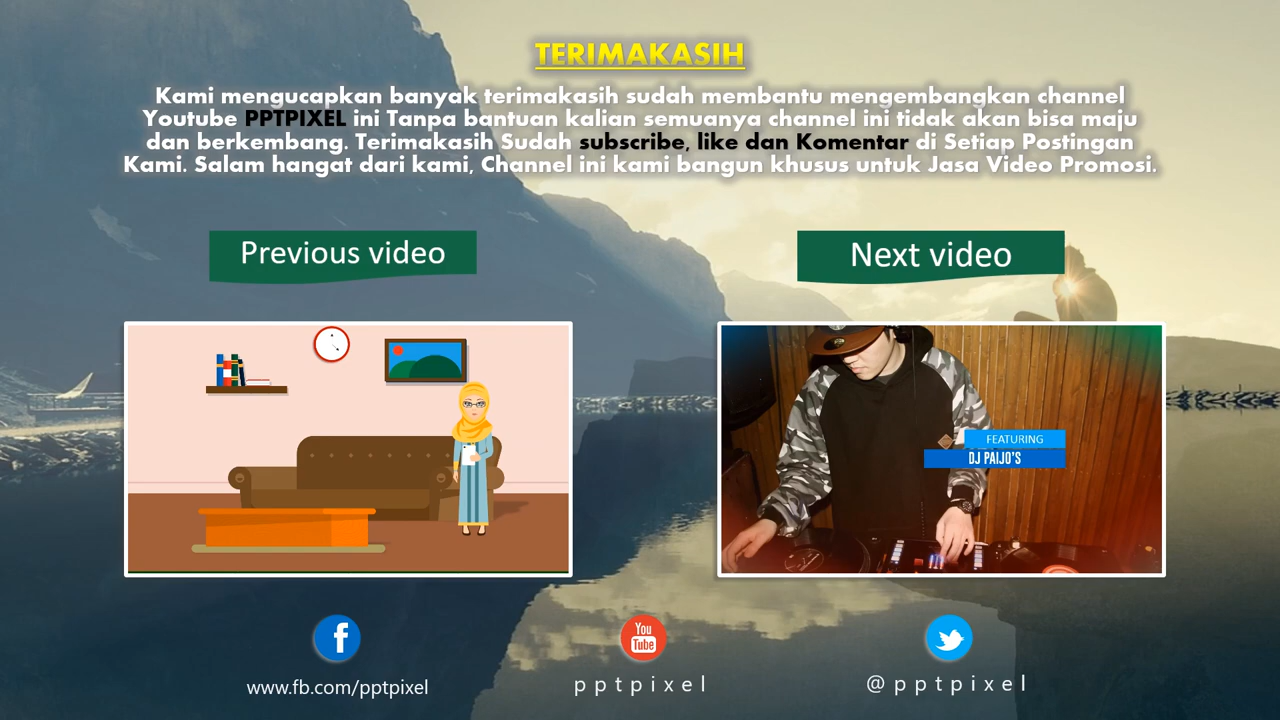 TERIMAKASIH
Kami mengucapkan banyak terimakasih sudah membantu mengembangkan channel
Youtube PPTPIXEL ini Tanpa bantuan kalian semuanya channel ini tidak akan bisa maju
dan berkembang. Terimakasih Sudah subscribe, like dan Komentar di Setiap Postingan
Kami. Salam hangat dari kami, Channel ini kami bangun khusus untuk Jasa Video Promosi.
Previous video
Next video
FEATURING
DJ PAIJO'S
f
You
Tube
www.fb.com/pptpixel
pptpixel
@pptpixel